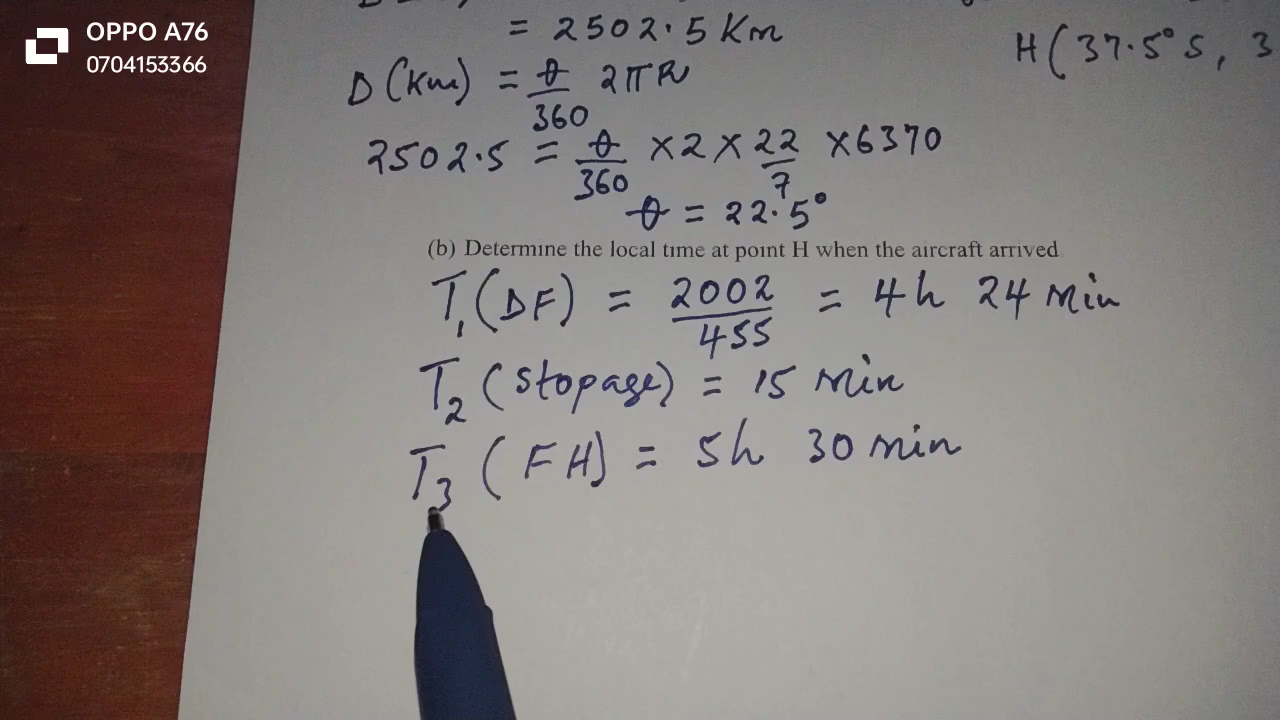 OPPO A76
0704153366
= 2502.5 Km
H(37.5°S, 3
D(Km) = θ/360 2πR
2502.5 = θ/360 × 2 × 22/7 × 6370
θ = 22.5°
(b) Determine the local time at point H when the aircraft arrived
T₁(DF) = 2002/455 = 4h 24 Min
T₂ (stopage) = 15 Min
T₃ (FH) = 5h 30 min